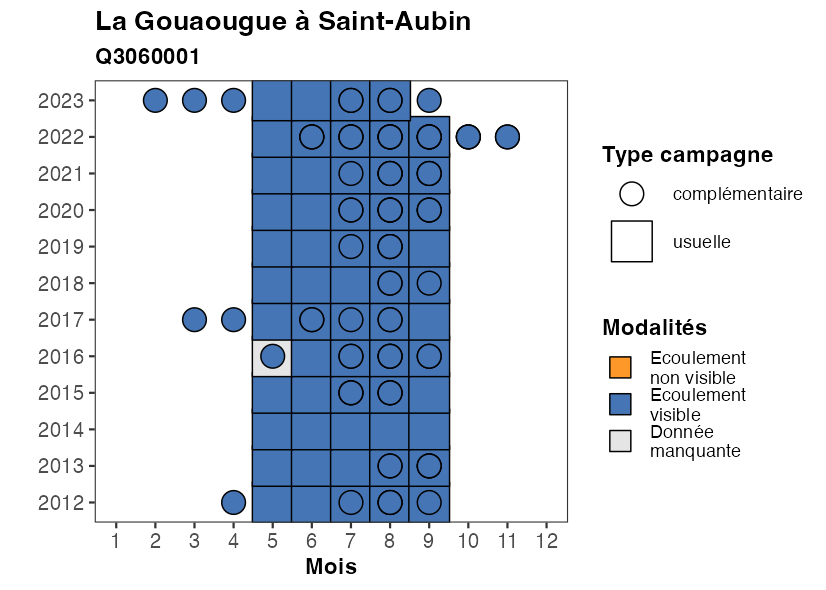 La Gouaougue à Saint-Aubin
Q3060001
2023
2022
2021
2020
2019
2018
2017
2016
2015
2014
2013
2012
1 2 3 4 5 6 7 8 9 10 11 12
Mois
Type campagne
complémentaire
usuelle
Modalités
Ecoulement
non visible
Ecoulement
visible
Donnée
manquante